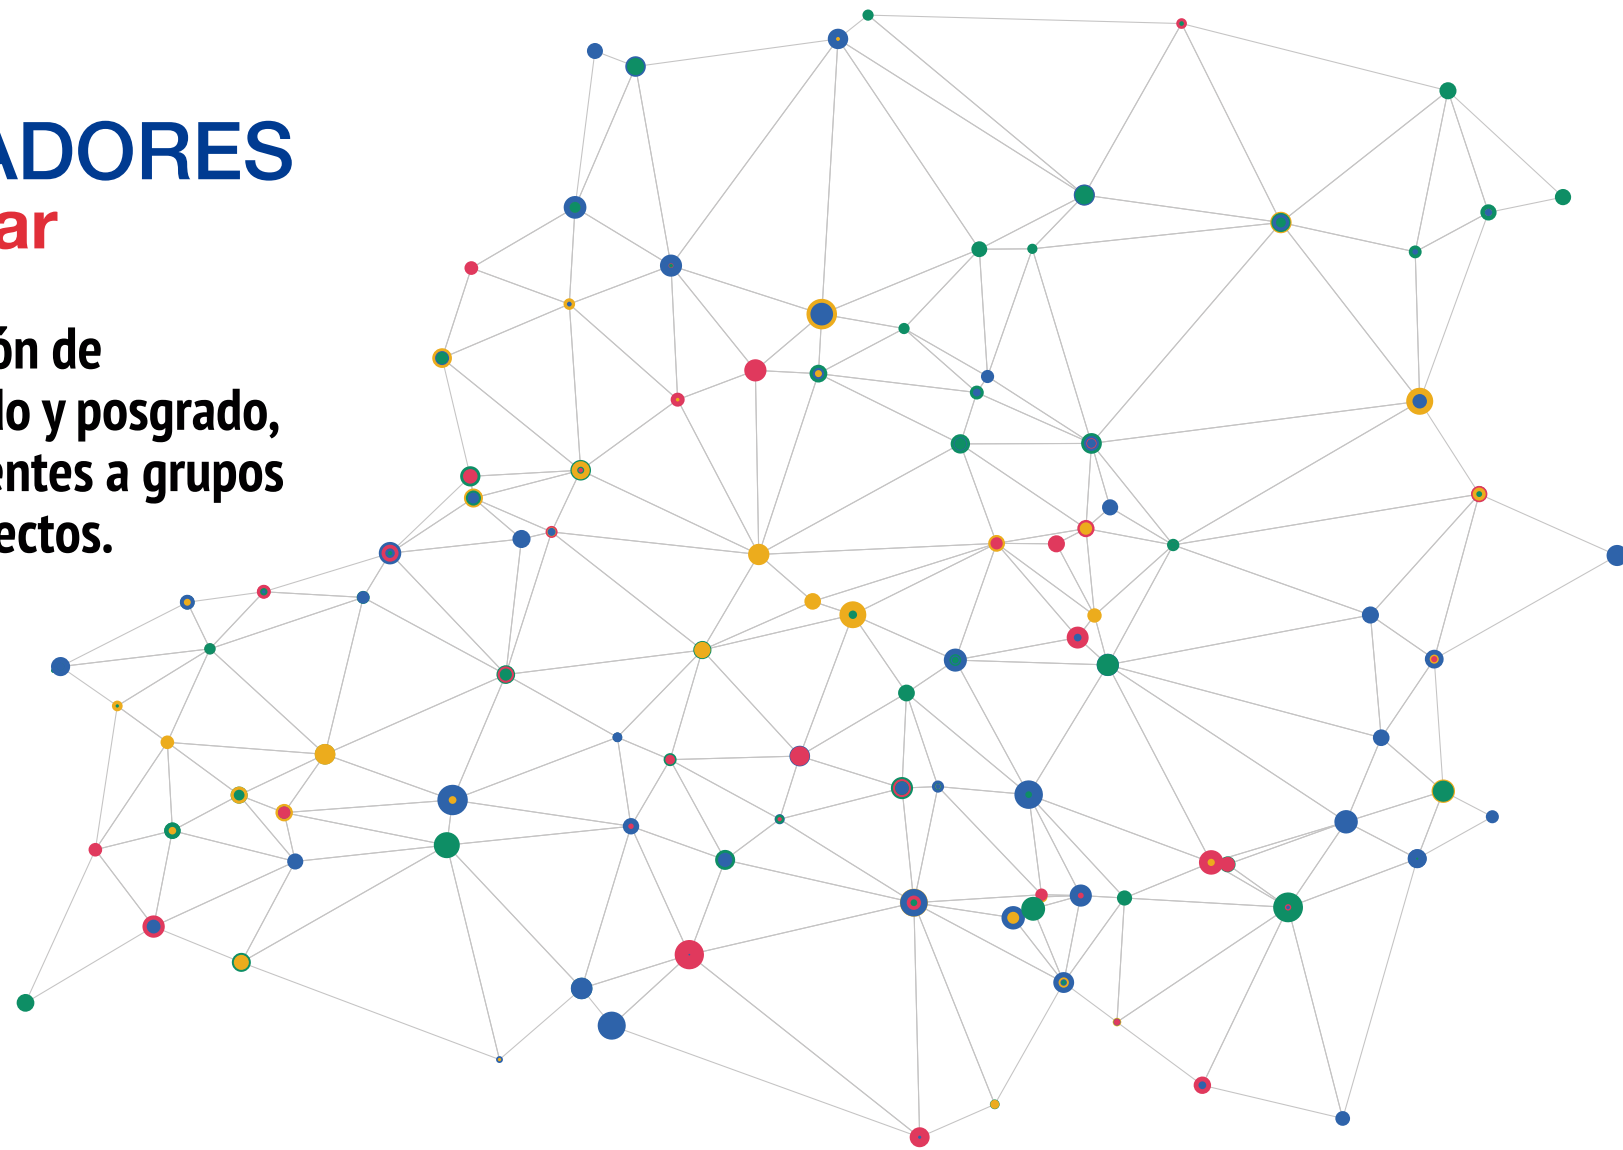 ADORES
ar
ón de
do y posgrado,
entes a grupos
ectos.